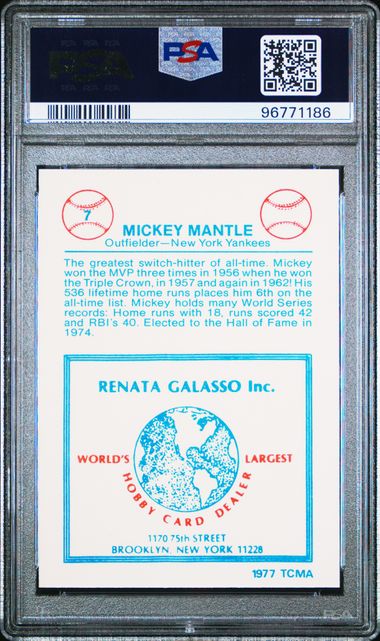 PSA
PSA
96771186
7
MICKEY MANTLE
Outfielder—New York Yankees
The greatest switch-hitter of all-time. Mickey
won the MVP three times in 1956 when he won
the Triple Crown, in 1957 and again in 1962! His
536 lifetime home runs places him 6th on the
all-time list. Mickey holds many World Series
records: Home runs with 18, runs scored 42
and RBI's 40. Elected to the Hall of Fame in
1974.
RENATA GALASSO Inc.
WORLD'S LARGEST
HOBBY CARD DEALER
1170 75th STREET
BROOKLYN, NEW YORK 11228
1977 TCMA
PSA